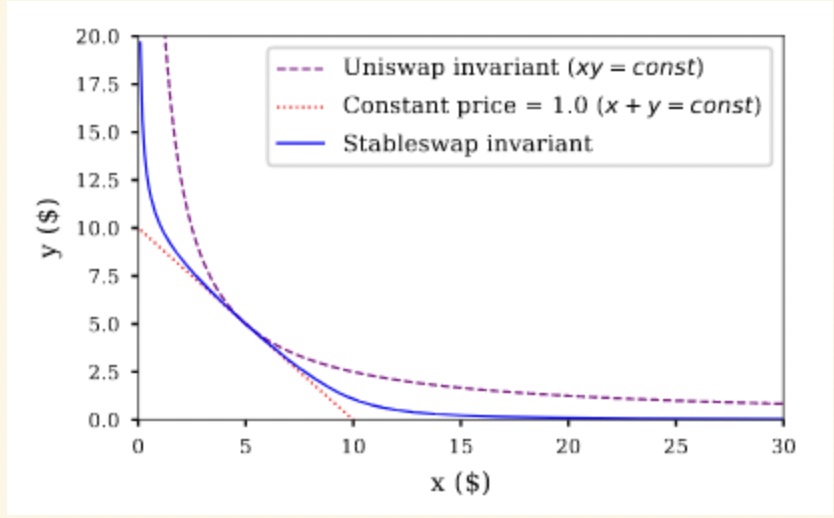 20.0
17.5
15.0
12.5
10.0
7.5
5.0
2.5
0.0
y ($)
Uniswap invariant (xy = const)
Constant price = 1.0 (x + y = const)
Stableswap invariant
0 5 10 15 20 25 30
x ($)